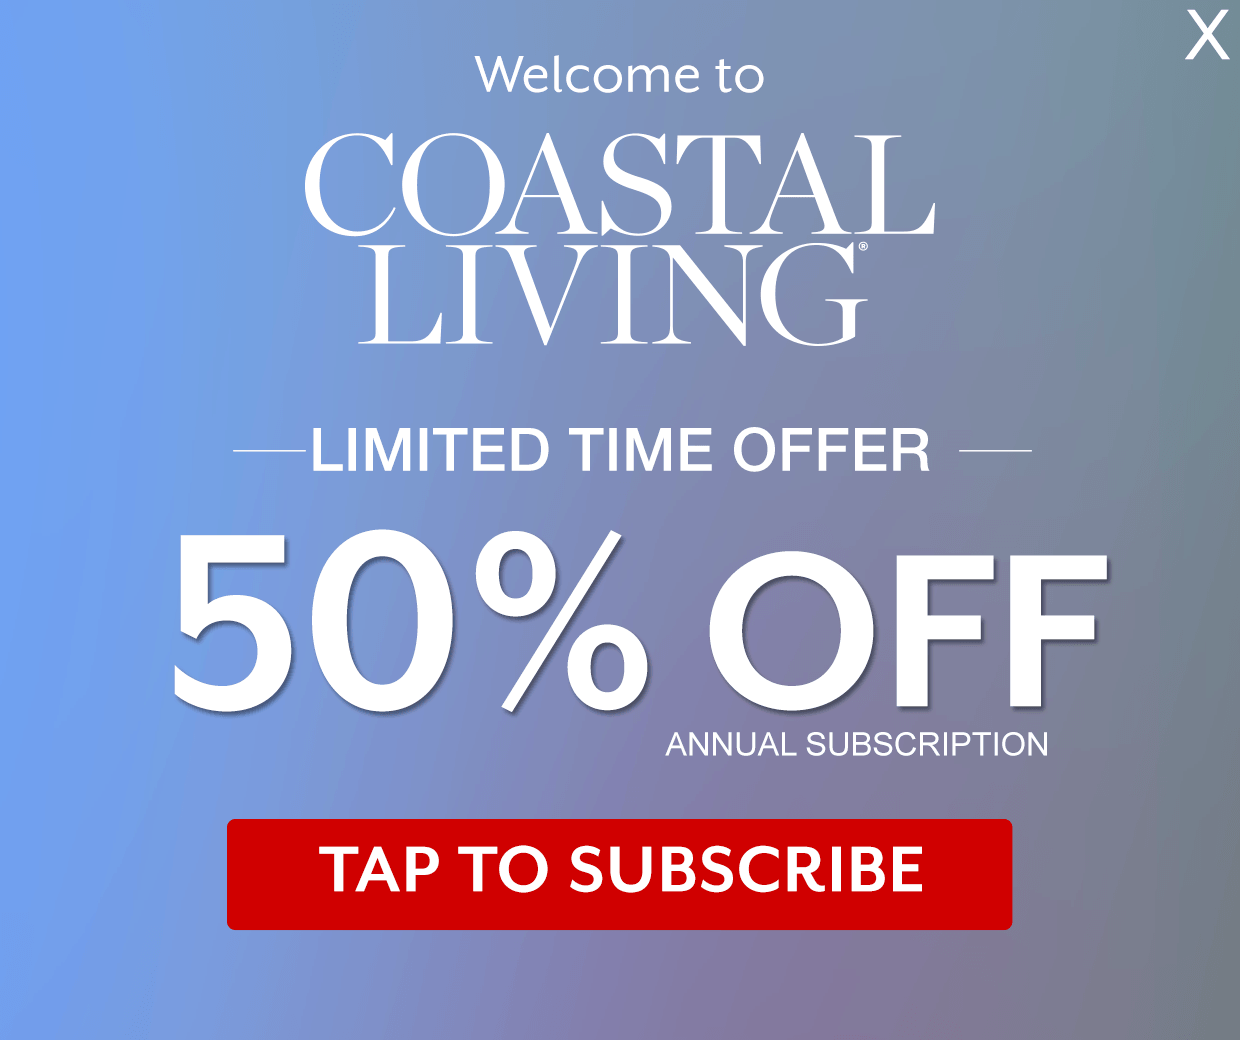 X
Welcome to
COASTAL
LIVING®
LIMITED TIME OFFER
50% OFF
ANNUAL SUBSCRIPTION
TAP TO SUBSCRIBE